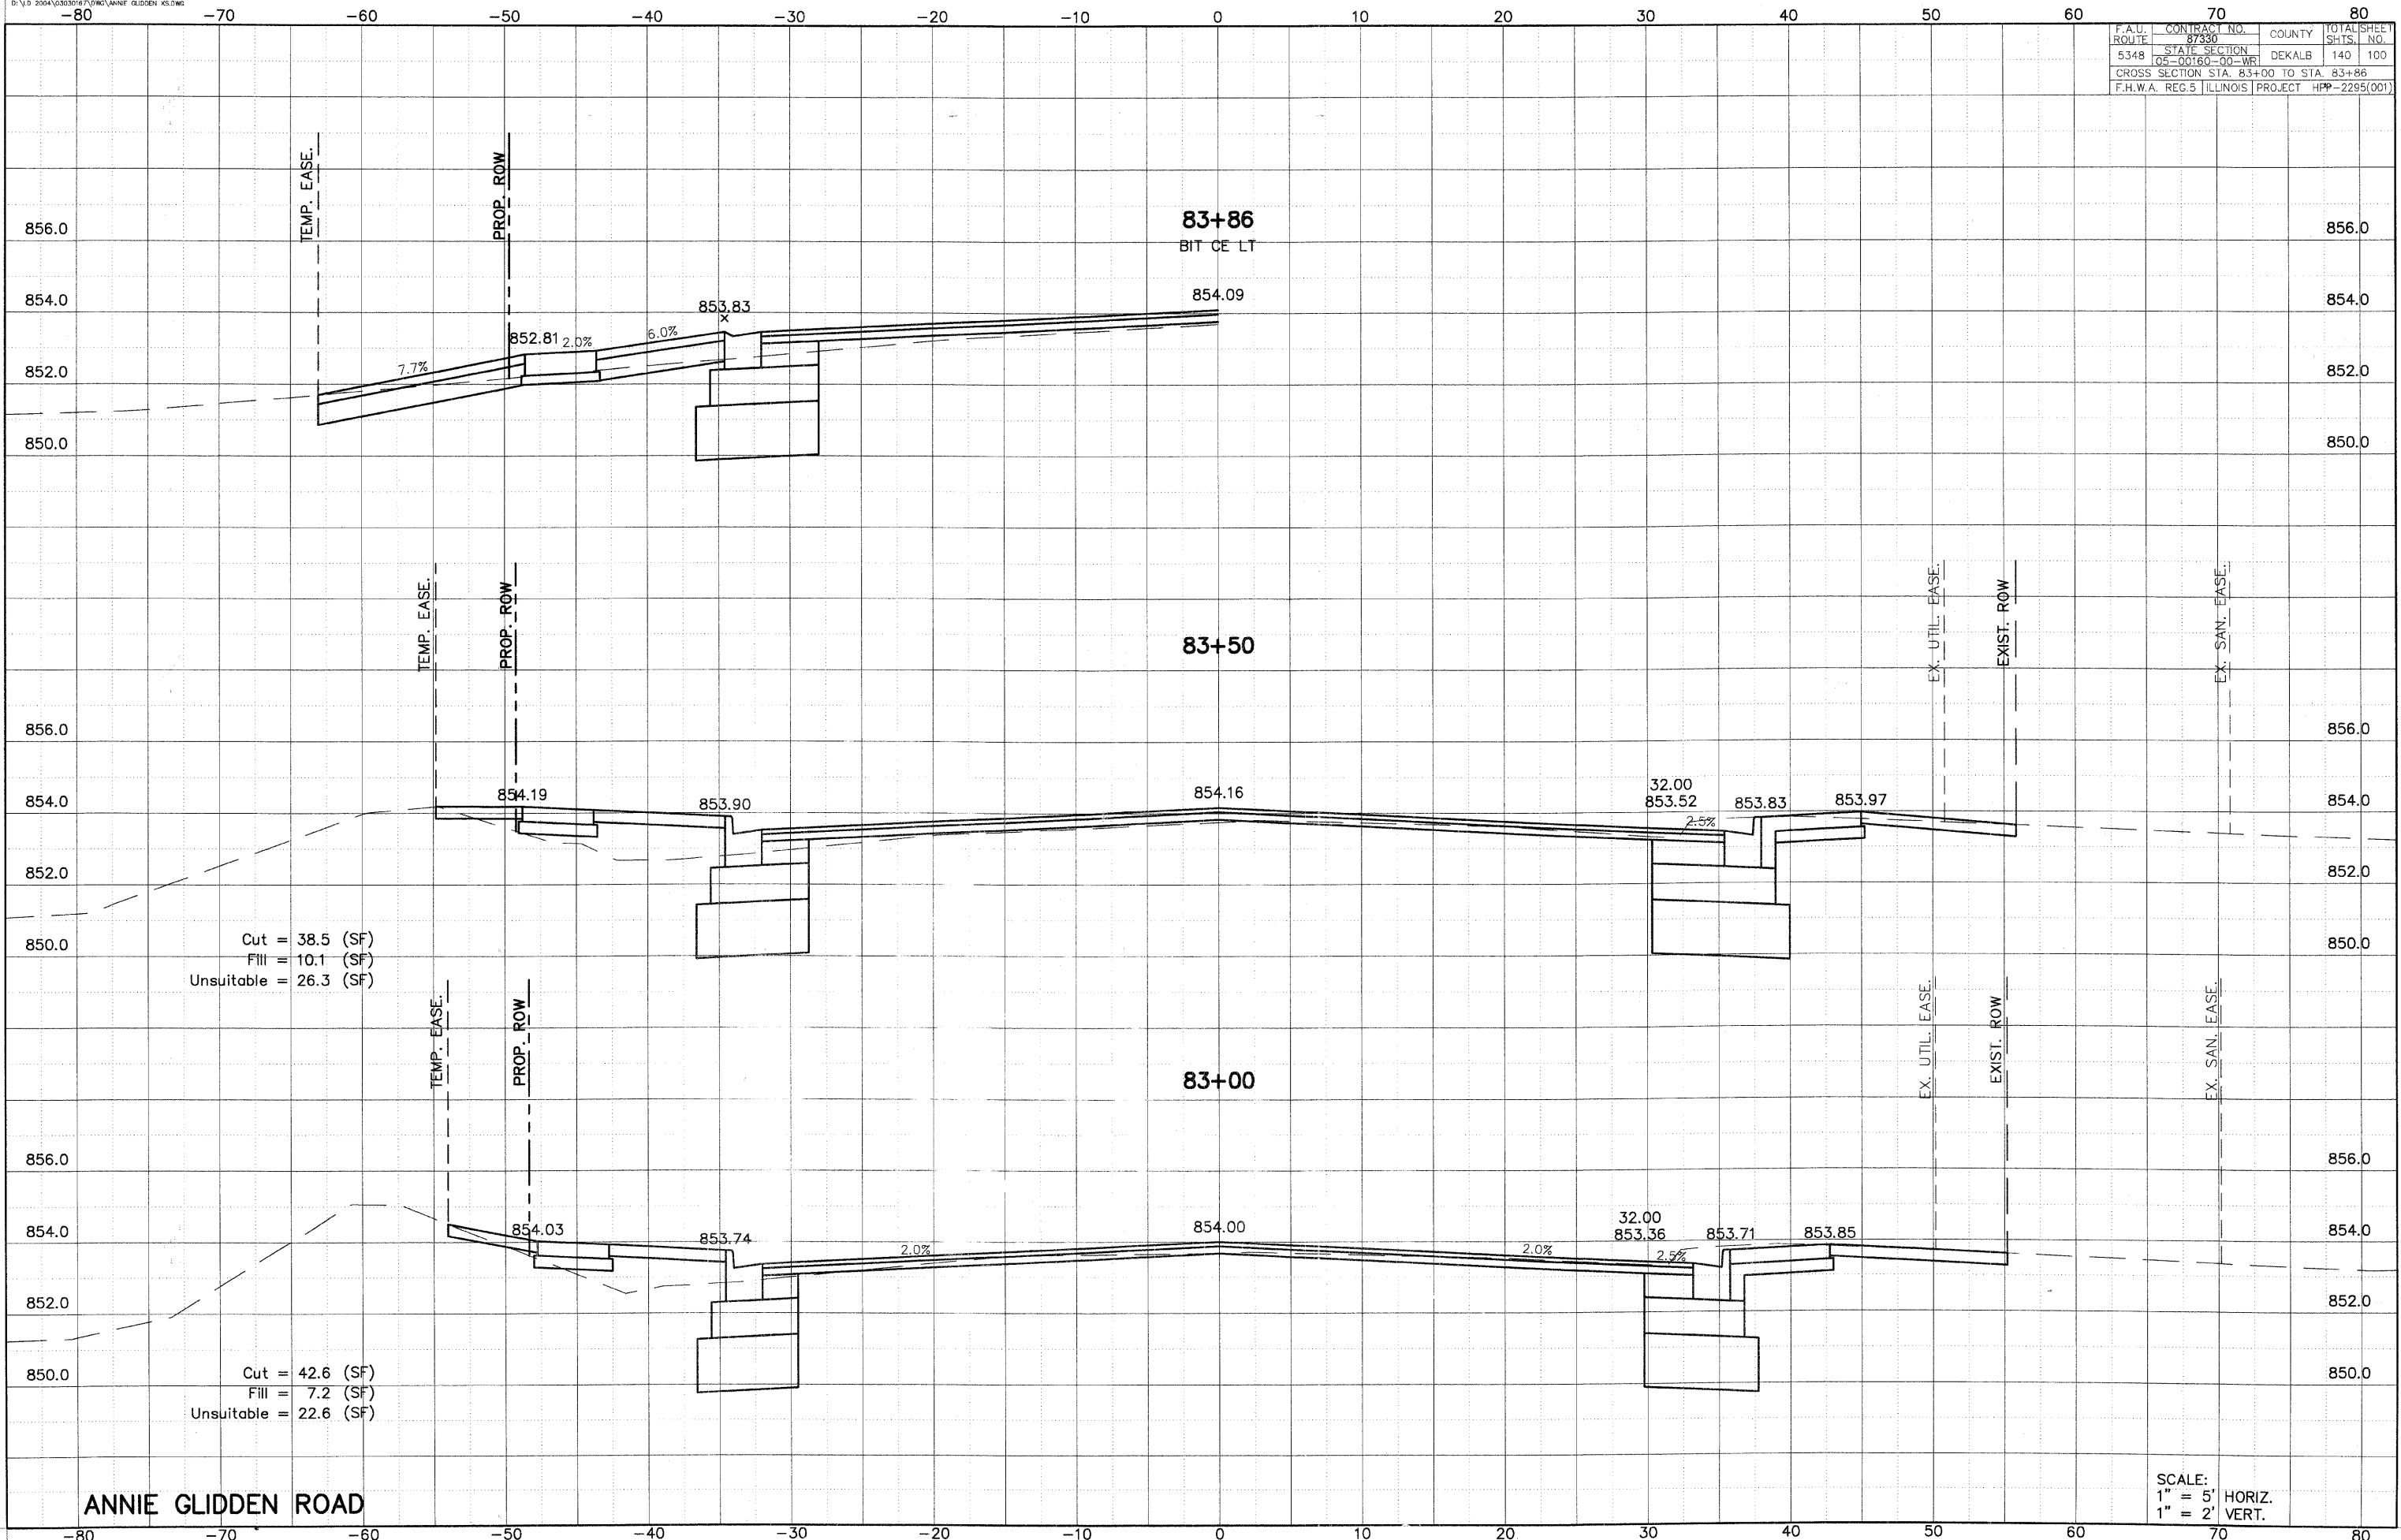 D:\LD 2004\03030167\DWG\ANNIE GLIDDEN XS.DWG
-80 -70 -60 -50 -40 -30 -20 -10 0 10 20 30 40 50 60 70 80
F.A.U. ROUTE CONTRACT NO. 87330 COUNTY TOTAL SHTS. SHEET NO.
5348 STATE SECTION 05-00160-00-WR DEKALB 140 100
CROSS SECTION STA. 83+00 TO STA. 83+86
F.H.W.A. REG.5 ILLINOIS PROJECT HPP-2295(001)
TEMP. EASE.
PROP. ROW
83+86
BIT CE LT
856.0 856.0
854.0 853.83 854.09 854.0
x
852.81 2.0% 6.0%
852.0 7.7% 852.0
850.0 850.0
TEMP. EASE.
PROP. ROW
83+50
EX. UTIL. EASE.
EXIST. ROW
EX. SAN. EASE.
856.0 856.0
854.0 854.19 853.90 854.16 32.00 853.52 853.83 853.97 854.0
2.5%
852.0 852.0
850.0 850.0
Cut = 38.5 (SF)
Fill = 10.1 (SF)
Unsuitable = 26.3 (SF)
TEMP. EASE.
PROP. ROW
83+00
EX. UTIL. EASE.
EXIST. ROW
EX. SAN. EASE.
856.0 856.0
854.0 854.03 853.74 854.00 32.00 853.36 853.71 853.85 854.0
2.0% 2.0% 2.5%
852.0 852.0
850.0 850.0
Cut = 42.6 (SF)
Fill = 7.2 (SF)
Unsuitable = 22.6 (SF)
ANNIE GLIDDEN ROAD
SCALE:
1" = 5' HORIZ.
1" = 2' VERT.
-80 -70 -60 -50 -40 -30 -20 -10 0 10 20 30 40 50 60 70 80